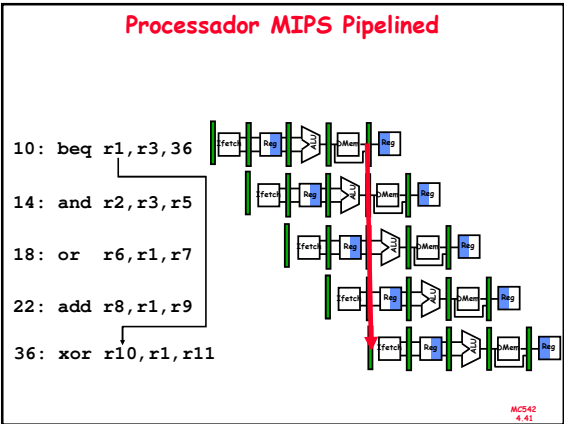 Processador MIPS Pipelined
10: beq r1,r3,36
Ifetch Reg ALU DMem Reg
14: and r2,r3,r5
Ifetch Reg ALU DMem Reg
18: or r6,r1,r7
Ifetch Reg ALU DMem Reg
22: add r8,r1,r9
Ifetch Reg ALU DMem Reg
36: xor r10,r1,r11
Ifetch Reg ALU DMem Reg
MC542
4.41